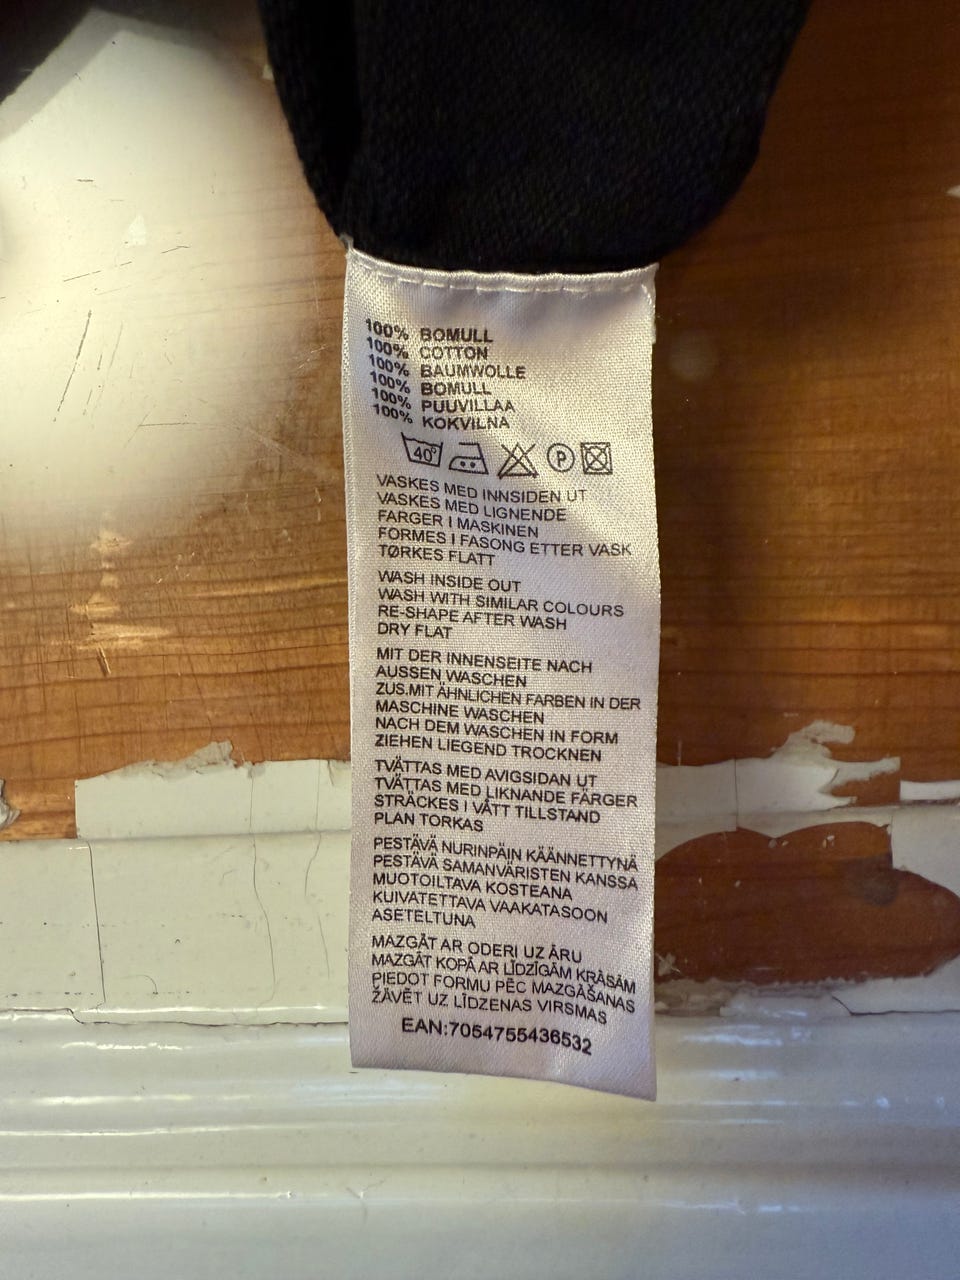 100% BOMULL
100% COTTON
100% BAUMWOLLE
100% BOMULL
100% PUUVILLAA
100% KOKVILNA
40° P
VASKES MED INNSIDEN UT
VASKES MED LIGNENDE
FARGER I MASKINEN
FORMES I FASONG ETTER VASK
TØRKES FLATT
WASH INSIDE OUT
WASH WITH SIMILAR COLOURS
RE-SHAPE AFTER WASH
DRY FLAT
MIT DER INNENSEITE NACH
AUSSEN WASCHEN
ZUS.MIT ÄHNLICHEN FARBEN IN DER
MASCHINE WASCHEN
NACH DEM WASCHEN IN FORM
ZIEHEN LIEGEND TROCKNEN
TVÄTTAS MED AVIGSIDAN UT
TVÄTTAS MED LIKNANDE FÄRGER
STRÄCKES I VÅTT TILLSTAND
PLAN TORKAS
PESTÄVÄ NURINPÄIN KÄÄNNETTYNÄ
PESTÄVÄ SAMANVÄRISTEN KANSSA
MUOTOILTAVA KOSTEANA
KUIVATETTAVA VAAKATASOON
ASETELTUNA
MAZGĀT AR ODERI UZ ĀRU
MAZGĀT KOPĀ AR LĪDZĪGĀM KRĀSĀM
PIEDOT FORMU PĒC MAZGĀŠANAS
ŽĀVĒT UZ LĪDZENAS VIRSMAS
EAN:7054755436532